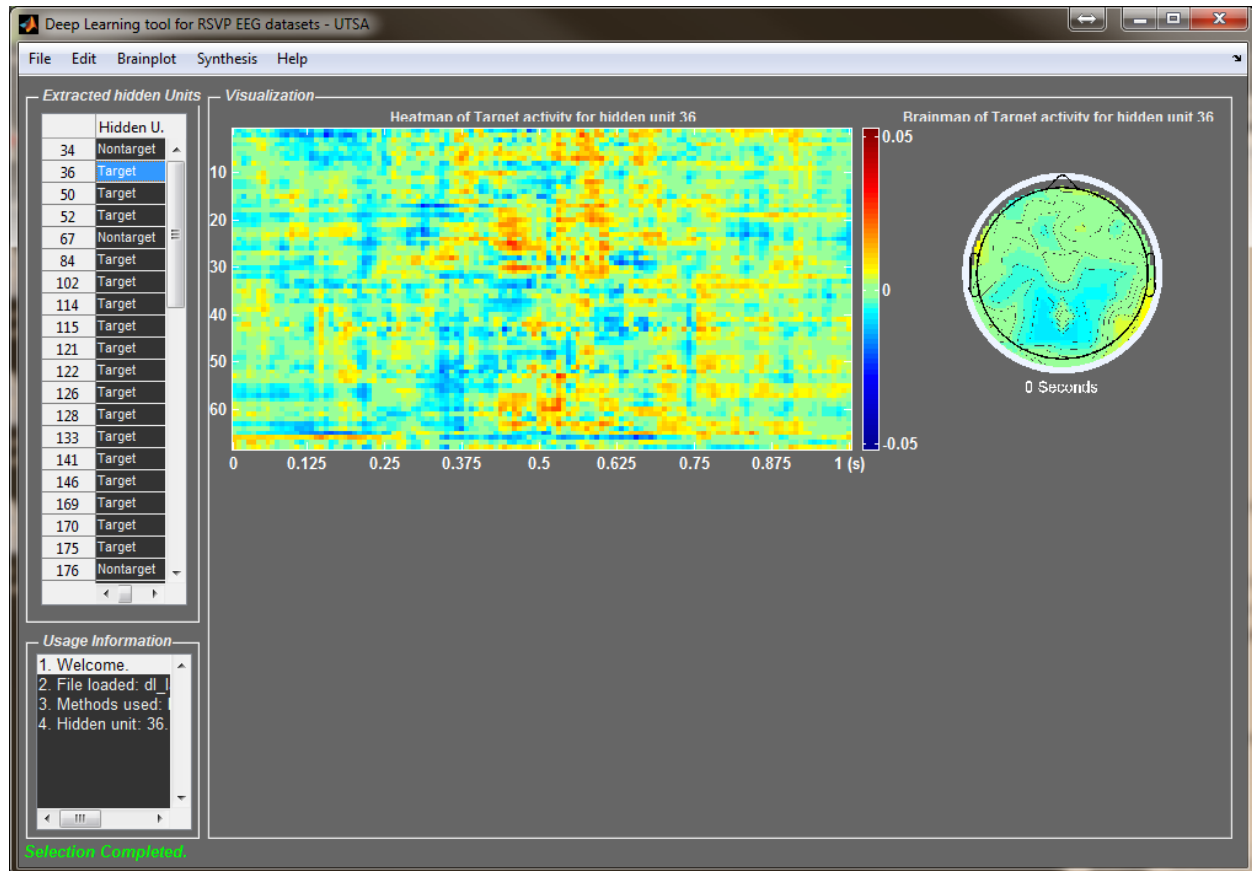 Deep Learning tool for RSVP EEG datasets - UTSA
File Edit Brainplot Synthesis Help
Extracted hidden Units
Hidden U.
34 Nontarget
36 Target
50 Target
52 Target
67 Nontarget
84 Target
102 Target
114 Target
115 Target
121 Target
122 Target
126 Target
128 Target
133 Target
141 Target
146 Target
169 Target
170 Target
175 Target
176 Nontarget
Usage Information
1. Welcome.
2. File loaded: dl_l
3. Methods used:
4. Hidden unit: 36.
Selection Completed.
Visualization
Heatmap of Target activity for hidden unit 36
10
20
30
40
50
60
0 0.125 0.25 0.375 0.5 0.625 0.75 0.875 1 (s)
0.05
0
-0.05
Brainmap of Target activity for hidden unit 36
0 Seconds